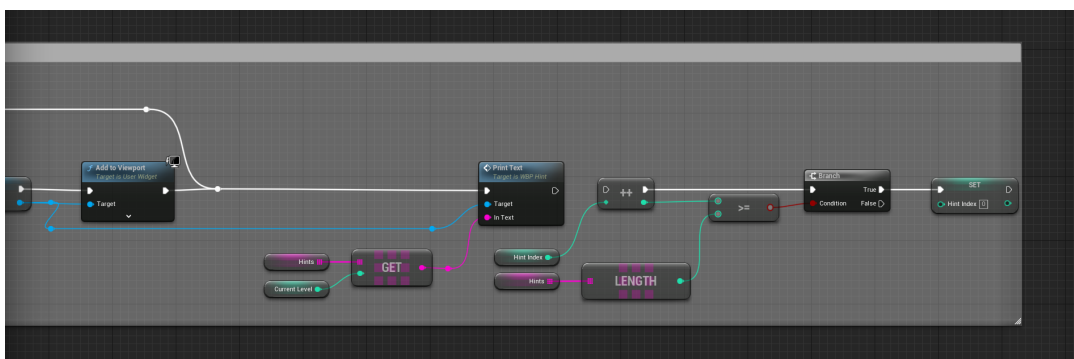 Add to Viewport
Target is User Widget
Target
Print Text
Target is WBP Hint
Target
In Text
Hints
GET
Current Level
++
Hint Index
Hints
LENGTH
>=
Branch
True
Condition
False
SET
Hint Index 0